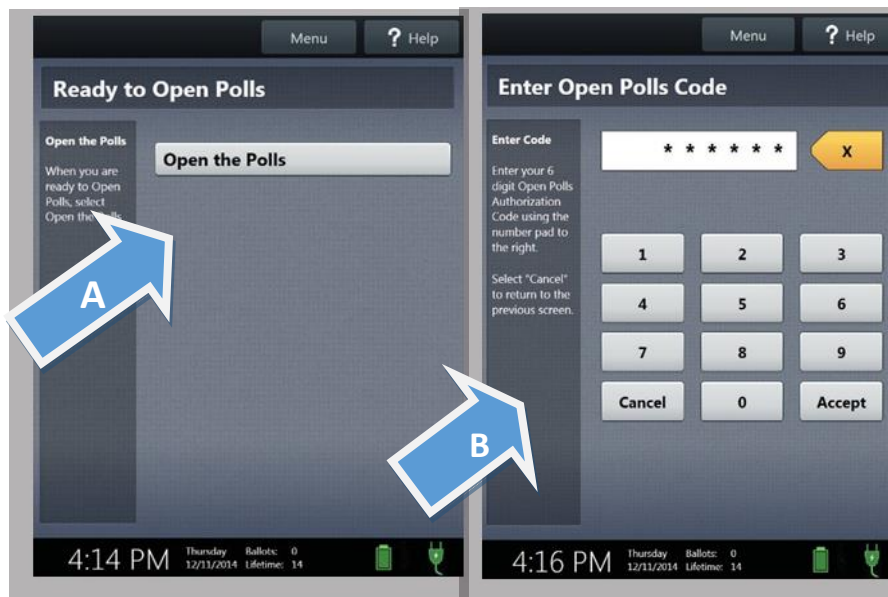 Menu
? Help
Ready to Open Polls
Open the Polls
When you are
ready to Open
Polls, select
Open the Polls
Open the Polls
A
4:14 PM
Thursday Ballots: 0
12/11/2014 Lifetime: 14
Menu
? Help
Enter Open Polls Code
Enter Code
Enter your 6
digit Open Polls
Authorization
Code using the
number pad to
the right.
Select "Cancel"
to return to the
previous screen.
* * * * * *
X
1 2 3
4 5 6
7 8 9
Cancel 0 Accept
B
4:16 PM
Thursday Ballots: 0
12/11/2014 Lifetime: 14